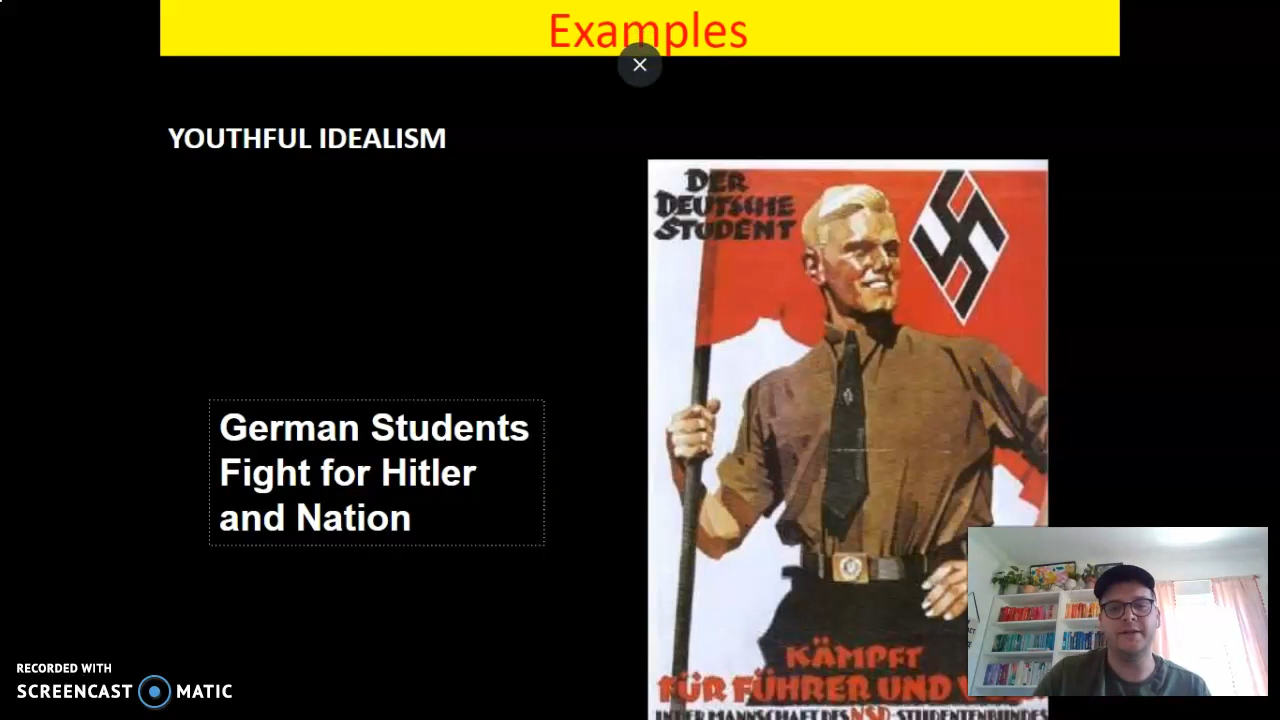 Examples
YOUTHFUL IDEALISM
DER
DEUTSCHE
STUDENT
German Students
Fight for Hitler
and Nation
KÄMPFT
FÜR FÜHRER UND
IN DER MANNSCHAFT DES NSD-STUDENTENBUNDES
RECORDED WITH
SCREENCAST MATIC